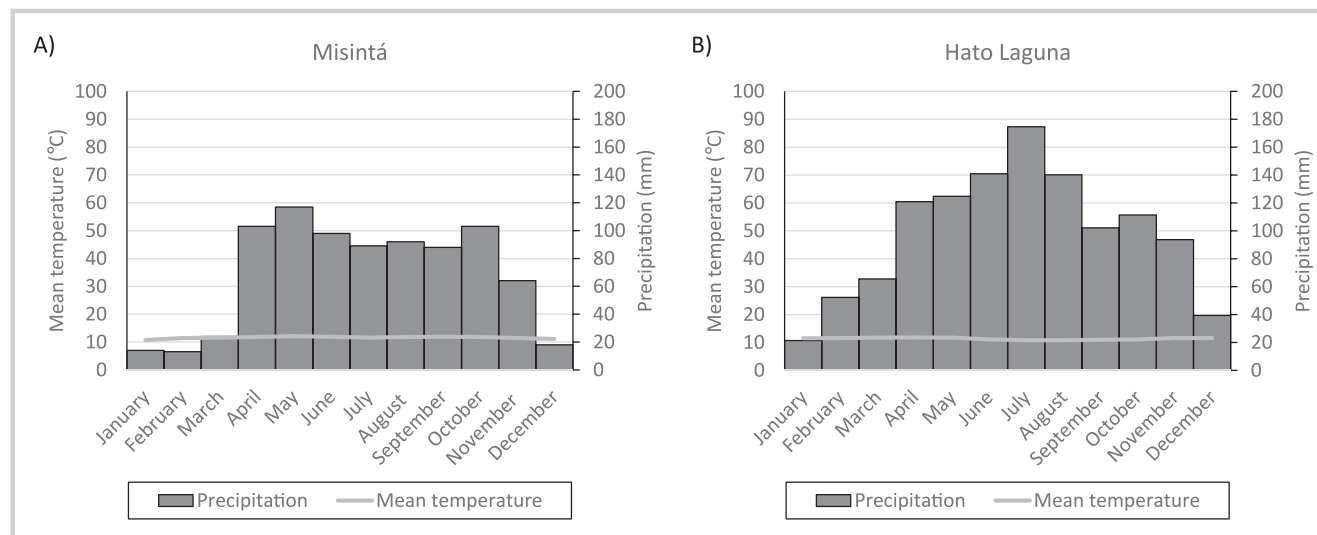 A)
Misintá
Mean temperature (°C)
100
90
80
70
60
50
40
30
20
10
0
200
180
160
140
120
100
80
60
40
20
0
Precipitation (mm)
January
February
March
April
May
June
July
August
September
October
November
December
Precipitation
Mean temperature
B)
Hato Laguna
Mean temperature (°C)
100
90
80
70
60
50
40
30
20
10
0
200
180
160
140
120
100
80
60
40
20
0
Precipitation (mm)
January
February
March
April
May
June
July
August
September
October
November
December
Precipitation
Mean temperature